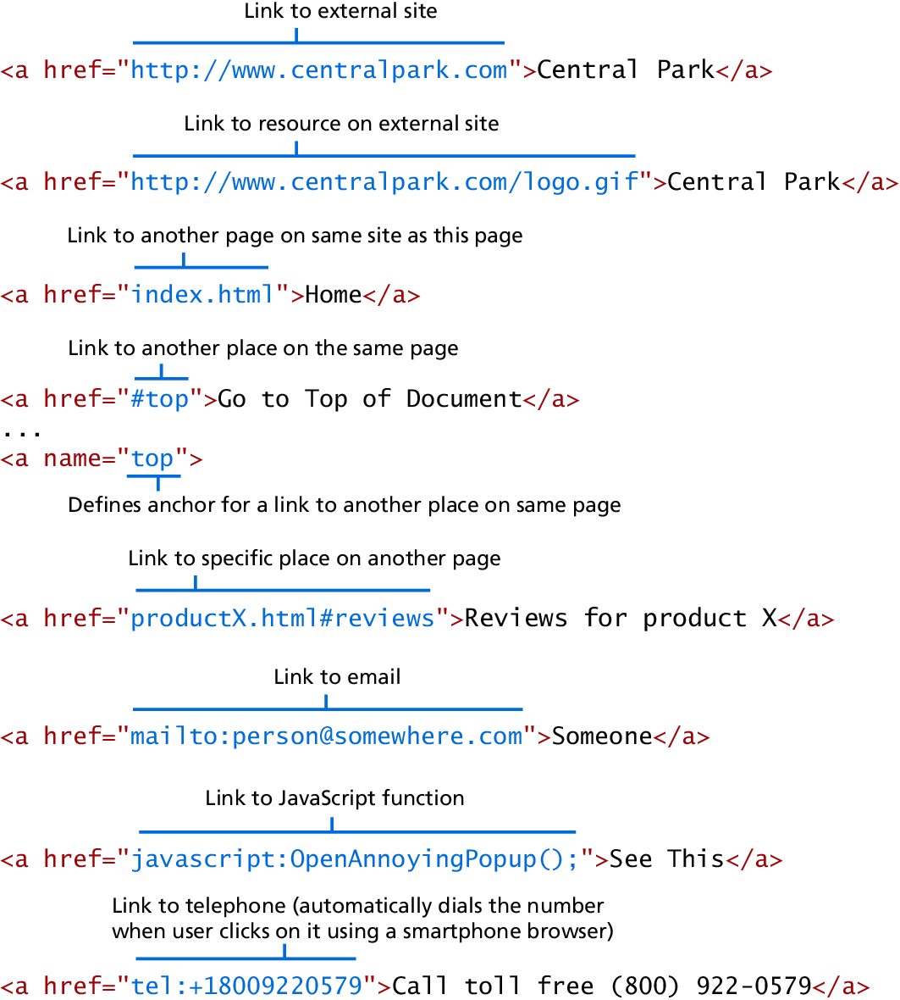 Link to external site
<a href="http://www.centralpark.com">Central Park</a>
Link to resource on external site
<a href="http://www.centralpark.com/logo.gif">Central Park</a>
Link to another page on same site as this page
<a href="index.html">Home</a>
Link to another place on the same page
<a href="#top">Go to Top of Document</a>
...
<a name="top">
Defines anchor for a link to another place on same page
Link to specific place on another page
<a href="productX.html#reviews">Reviews for product X</a>
Link to email
<a href="mailto:person@somewhere.com">Someone</a>
Link to JavaScript function
<a href="javascript:OpenAnnoyingPopup();">See This</a>
Link to telephone (automatically dials the number
when user clicks on it using a smartphone browser)
<a href="tel:+18009220579">Call toll free (800) 922-0579</a>